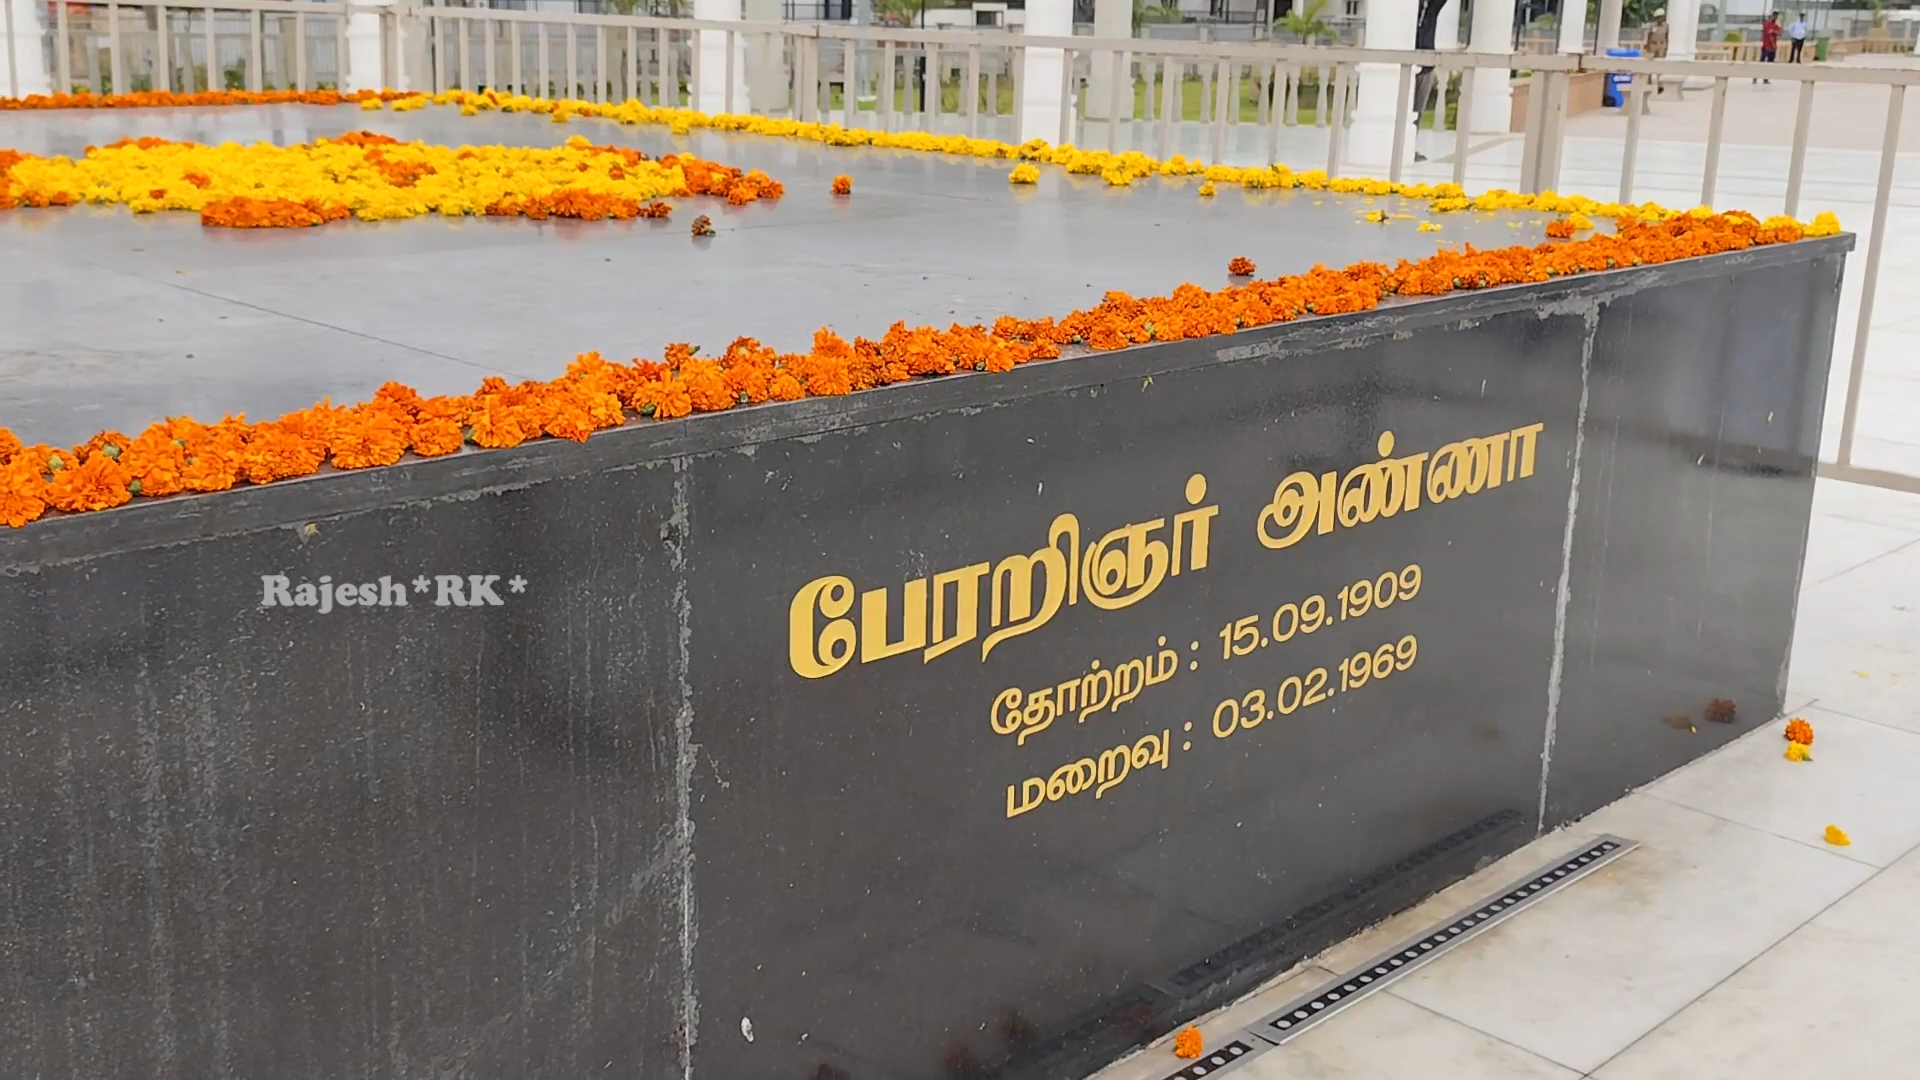 பேரறிஞர் அண்ணா
தோற்றம் : 15.09.1909
மறைவு : 03.02.1969
Rajesh*RK*